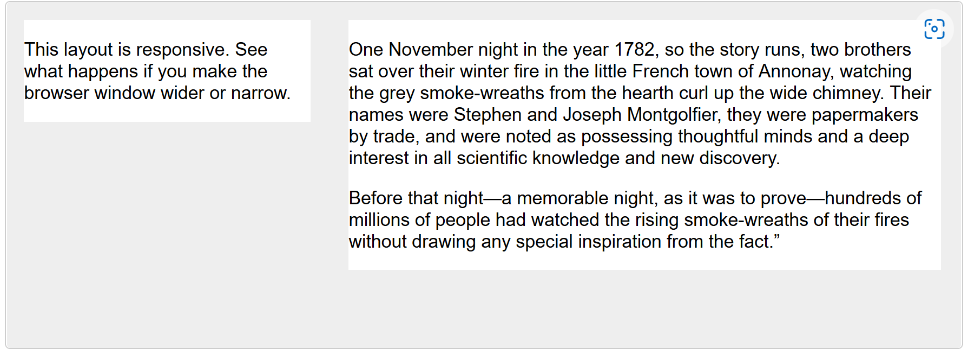 This layout is responsive. See
what happens if you make the
browser window wider or narrow.
One November night in the year 1782, so the story runs, two brothers
sat over their winter fire in the little French town of Annonay, watching
the grey smoke-wreaths from the hearth curl up the wide chimney. Their
names were Stephen and Joseph Montgolfier, they were papermakers
by trade, and were noted as possessing thoughtful minds and a deep
interest in all scientific knowledge and new discovery.
Before that night—a memorable night, as it was to prove—hundreds of
millions of people had watched the rising smoke-wreaths of their fires
without drawing any special inspiration from the fact.”